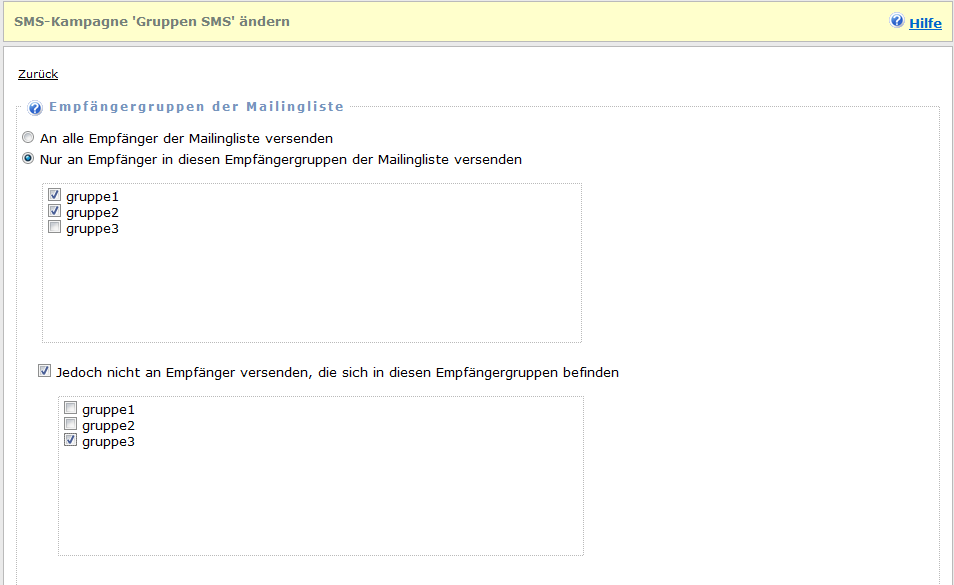 SMS-Kampagne 'Gruppen SMS' ändern
Hilfe
Zurück
Empfängergruppen der Mailingliste
An alle Empfänger der Mailingliste versenden
Nur an Empfänger in diesen Empfängergruppen der Mailingliste versenden
gruppe1
gruppe2
gruppe3
Jedoch nicht an Empfänger versenden, die sich in diesen Empfängergruppen befinden
gruppe1
gruppe2
gruppe3